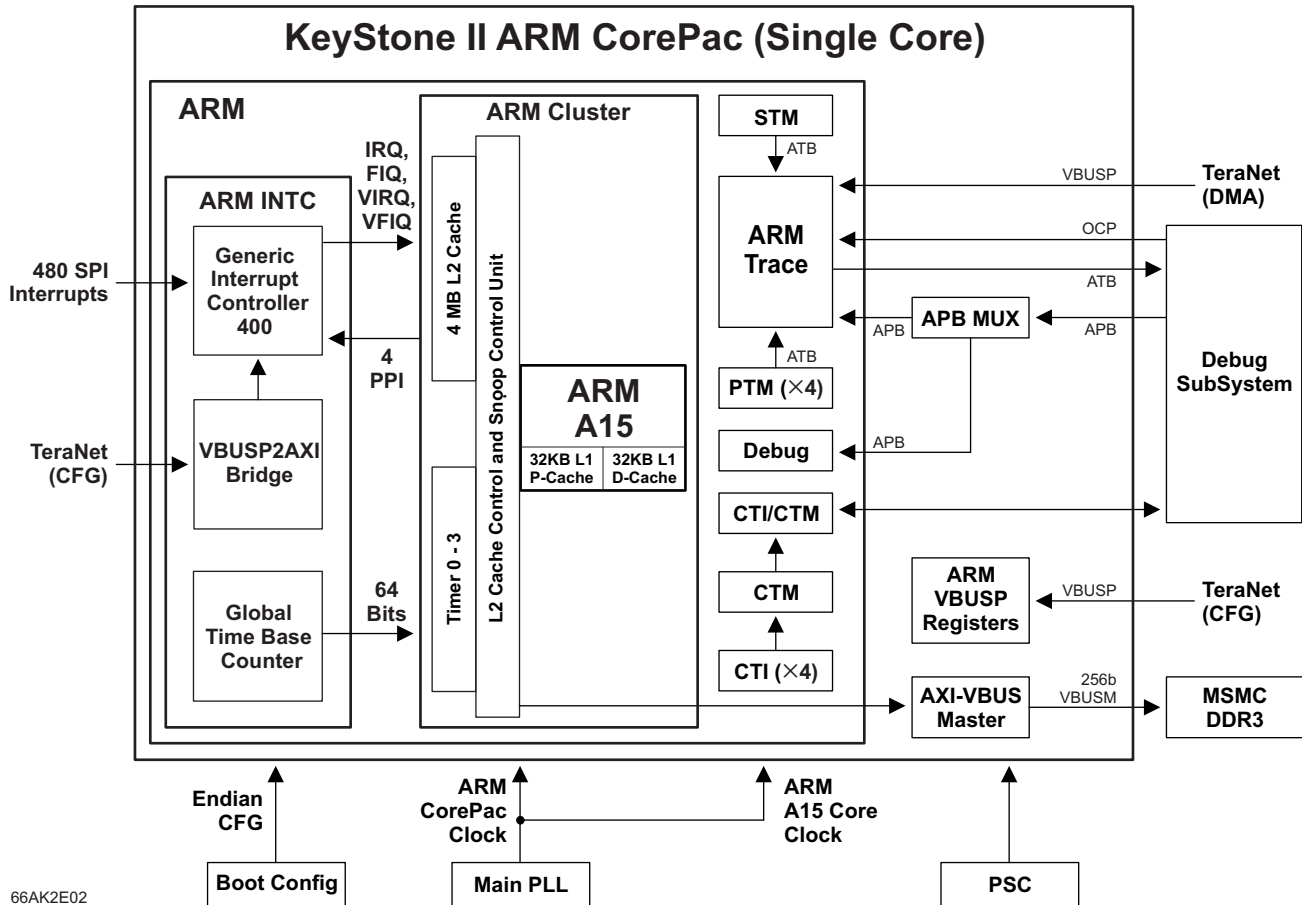 KeyStone II ARM CorePac (Single Core)
ARM
ARM Cluster
STM
ATB
IRQ,
FIQ,
VIRQ,
VFIQ
VBUSP
TeraNet
(DMA)
ARM INTC
Generic
Interrupt
Controller
400
480 SPI
Interrupts
4 MB L2 Cache
L2 Cache Control and Snoop Control Unit
ARM
Trace
OCP
ATB
APB
APB MUX
APB
Debug
SubSystem
4
PPI
ATB
PTM (×4)
ARM
A15
32KB L1
P-Cache
32KB L1
D-Cache
TeraNet
(CFG)
VBUSP2AXI
Bridge
Debug
APB
CTI/CTM
Timer 0 - 3
64
Bits
Global
Time Base
Counter
CTM
ARM
VBUSP
Registers
VBUSP
TeraNet
(CFG)
CTI (×4)
AXI-VBUS
Master
256b
VBUSM
MSMC
DDR3
Endian
CFG
ARM
CorePac
Clock
ARM
A15 Core
Clock
Boot Config
Main PLL
PSC
66AK2E02